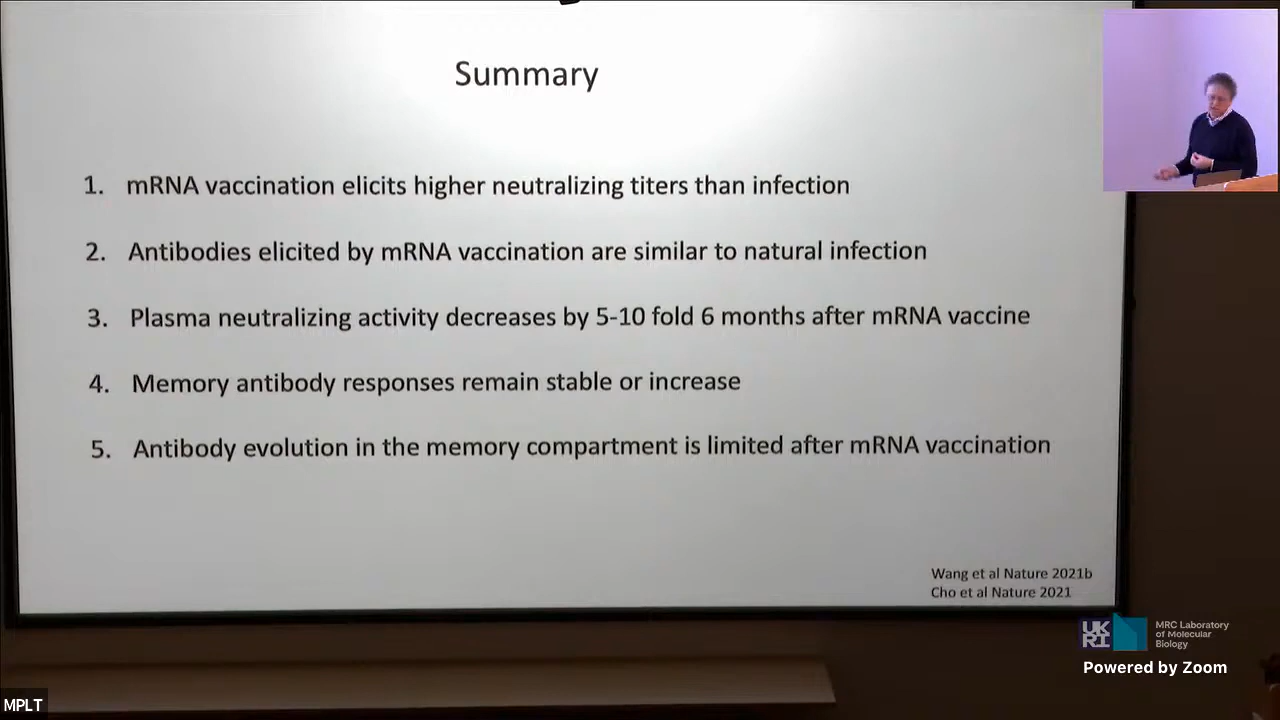 Summary
1. mRNA vaccination elicits higher neutralizing titers than infection
2. Antibodies elicited by mRNA vaccination are similar to natural infection
3. Plasma neutralizing activity decreases by 5-10 fold 6 months after mRNA vaccine
4. Memory antibody responses remain stable or increase
5. Antibody evolution in the memory compartment is limited after mRNA vaccination
Wang et al Nature 2021b
Cho et al Nature 2021
UK
RI
MRC Laboratory
of Molecular
Biology
Powered by Zoom
MPLT